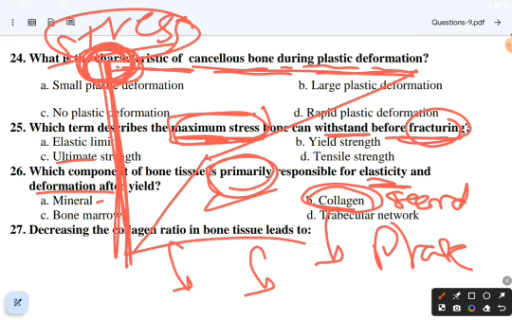 Questions-9.pdf
stress
24. What is the characteristic of cancellous bone during plastic deformation?
a. Small plastic deformation
b. Large plastic deformation
c. No plastic deformation
d. Rapid plastic deformation
25. Which term describes the maximum stress bone can withstand before fracturing?
a. Elastic limit
b. Yield strength
c. Ultimate strength
d. Tensile strength
26. Which component of bone tissue is primarily responsible for elasticity and
deformation after yield?
a. Mineral
b. Collagen
c. Bone marrow
d. Trabecular network
27. Decreasing the collagen ratio in bone tissue leads to: